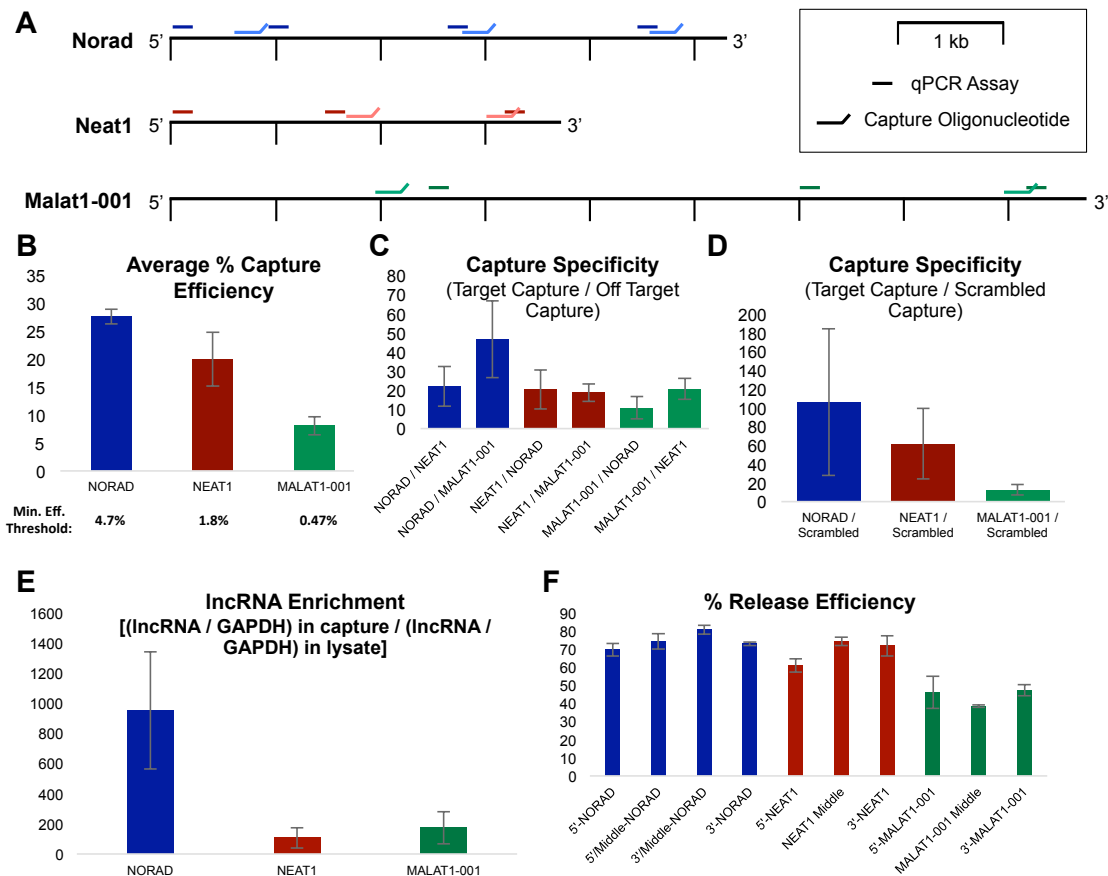 A
Norad 5’ 3’
1 kb
qPCR Assay
Capture Oligonucleotide
Neat1 5’ 3’
Malat1-001 5’ 3’
B
Average % Capture
Efficiency
35
30
25
20
15
10
5
0
NORAD NEAT1 MALAT1-001
Min. Eff.
Threshold: 4.7% 1.8% 0.47%
C
Capture Specificity
(Target Capture / Off Target
Capture)
80
70
60
50
40
30
20
10
0
NORAD / NEAT1
NORAD / MALAT1-001
NEAT1 / NORAD
NEAT1 / MALAT1-001
MALAT1-001 / NORAD
MALAT1-001 / NEAT1
D
Capture Specificity
(Target Capture / Scrambled
Capture)
200
180
160
140
120
100
80
60
40
20
0
NORAD / NEAT1 / MALAT1-001 /
Scrambled Scrambled Scrambled
E
lncRNA Enrichment
[(lncRNA / GAPDH) in capture / (lncRNA /
GAPDH) in lysate]
1600
1400
1200
1000
800
600
400
200
0
NORAD NEAT1 MALAT1-001
F
% Release Efficiency
90
80
70
60
50
40
30
20
10
0
5’-NORAD
5’/Middle-NORAD
3’/Middle-NORAD
3’-NORAD
5’-NEAT1
NEAT1 Middle
3’-NEAT1
5’-MALAT1-001
MALAT1-001 Middle
3’-MALAT1-001